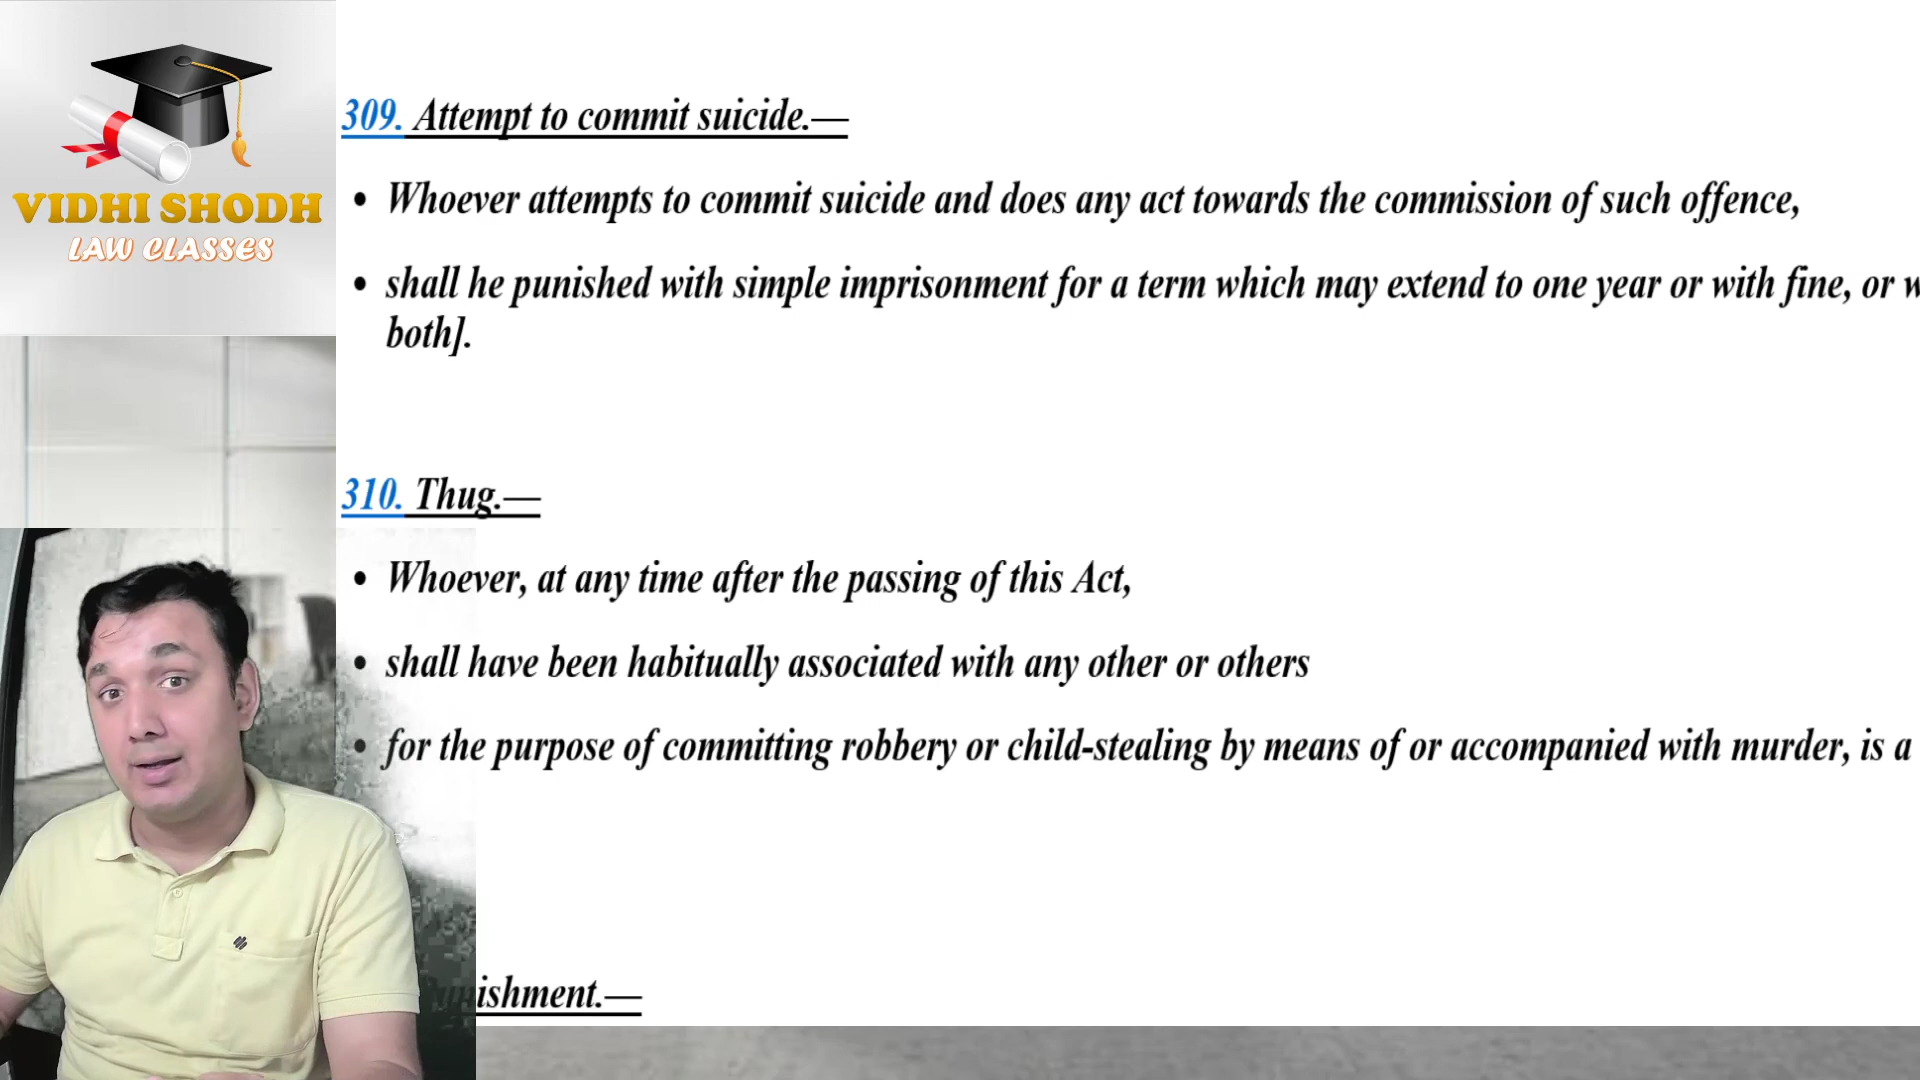 VIDHI SHODH
LAW CLASSES
309. Attempt to commit suicide.—
• Whoever attempts to commit suicide and does any act towards the commission of such offence,
• shall he punished with simple imprisonment for a term which may extend to one year or with fine, or
both].
310. Thug.—
• Whoever, at any time after the passing of this Act,
• shall have been habitually associated with any other or others
• for the purpose of committing robbery or child-stealing by means of or accompanied with murder, is a
ishment.—